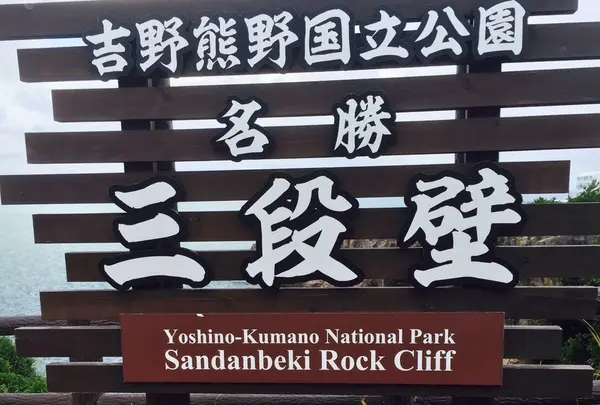 吉野熊野国立公園
名勝
三段壁
Yoshino-Kumano National Park
Sandanbeki Rock Cliff